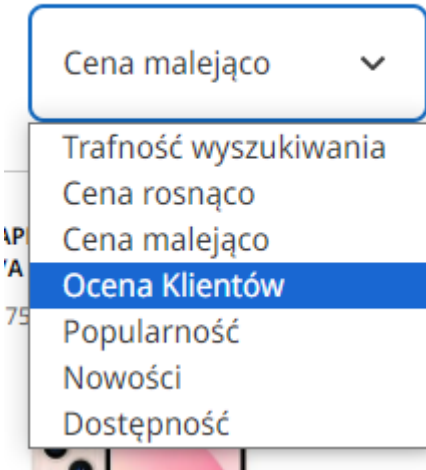 Cena malejąco
Trafność wyszukiwania
Cena rosnąco
Cena malejąco
Ocena Klientów
Popularność
Nowości
Dostępność